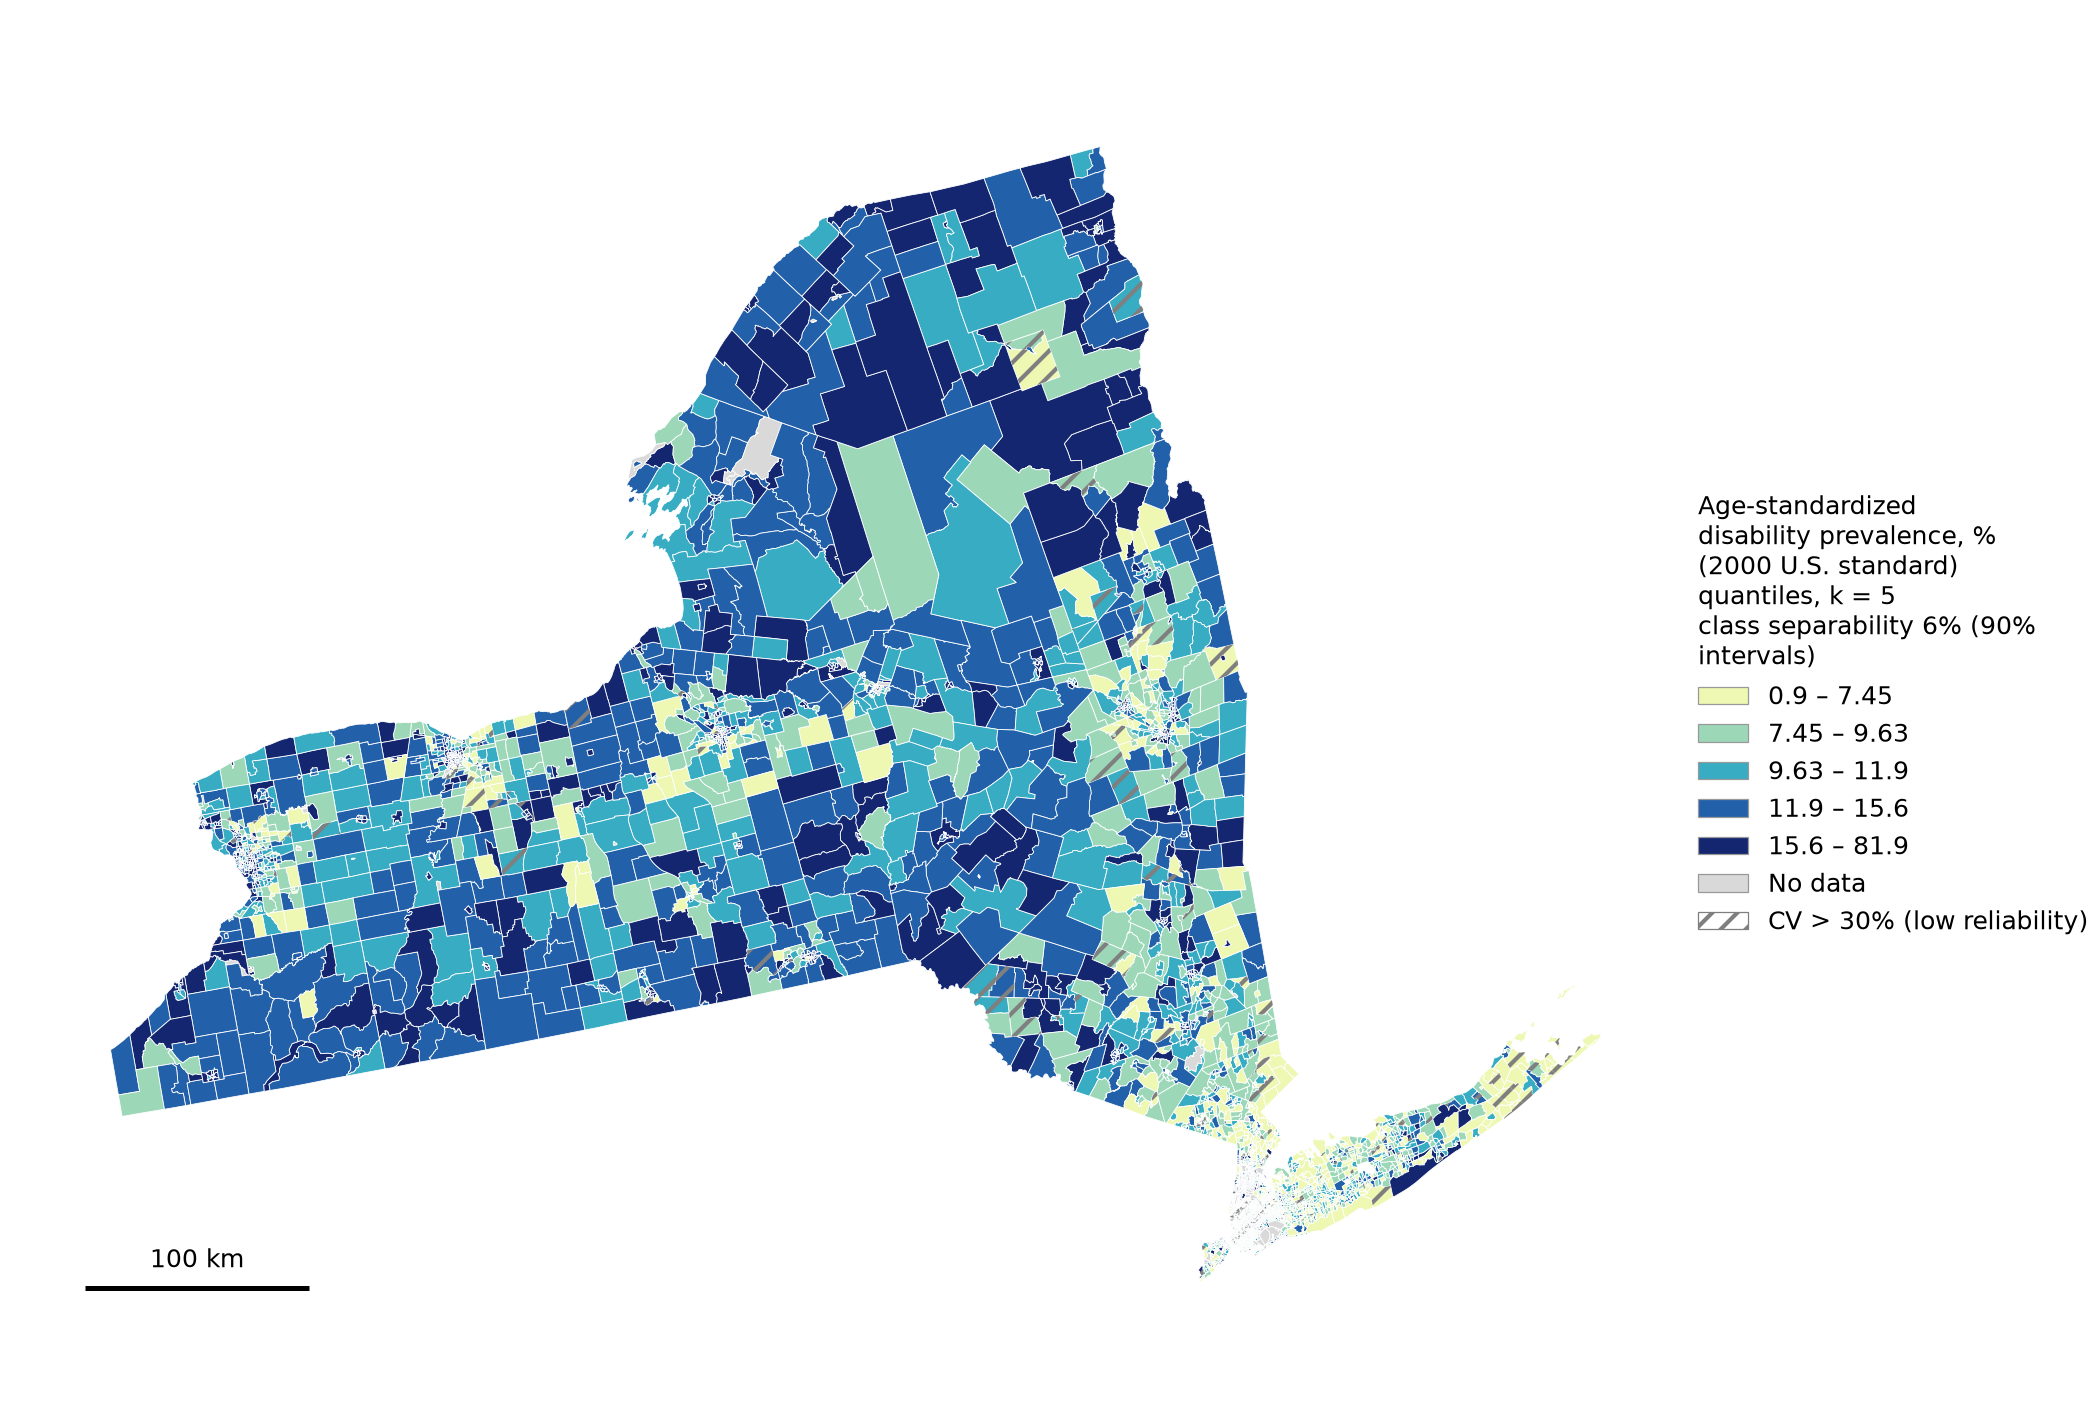 Age-standardized
disability prevalence, %
(2000 U.S. standard)
quantiles, k = 5
class separability 6% (90%
intervals)
0.9 – 7.45
7.45 – 9.63
9.63 – 11.9
11.9 – 15.6
15.6 – 81.9
No data
CV > 30% (low reliability)
100 km